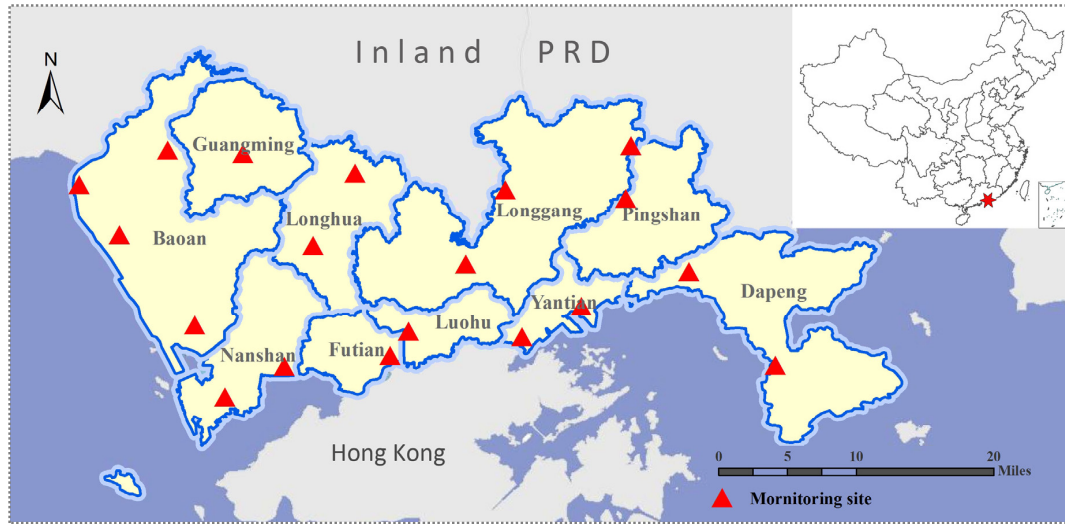 Inland PRD
N
Guangming
Longhua
Longgang
Pingshan
Baoan
Yantian
Dapeng
Luohu
Nanshan
Futian
Hong Kong
0 5 10 20
Miles
Mornitoring site